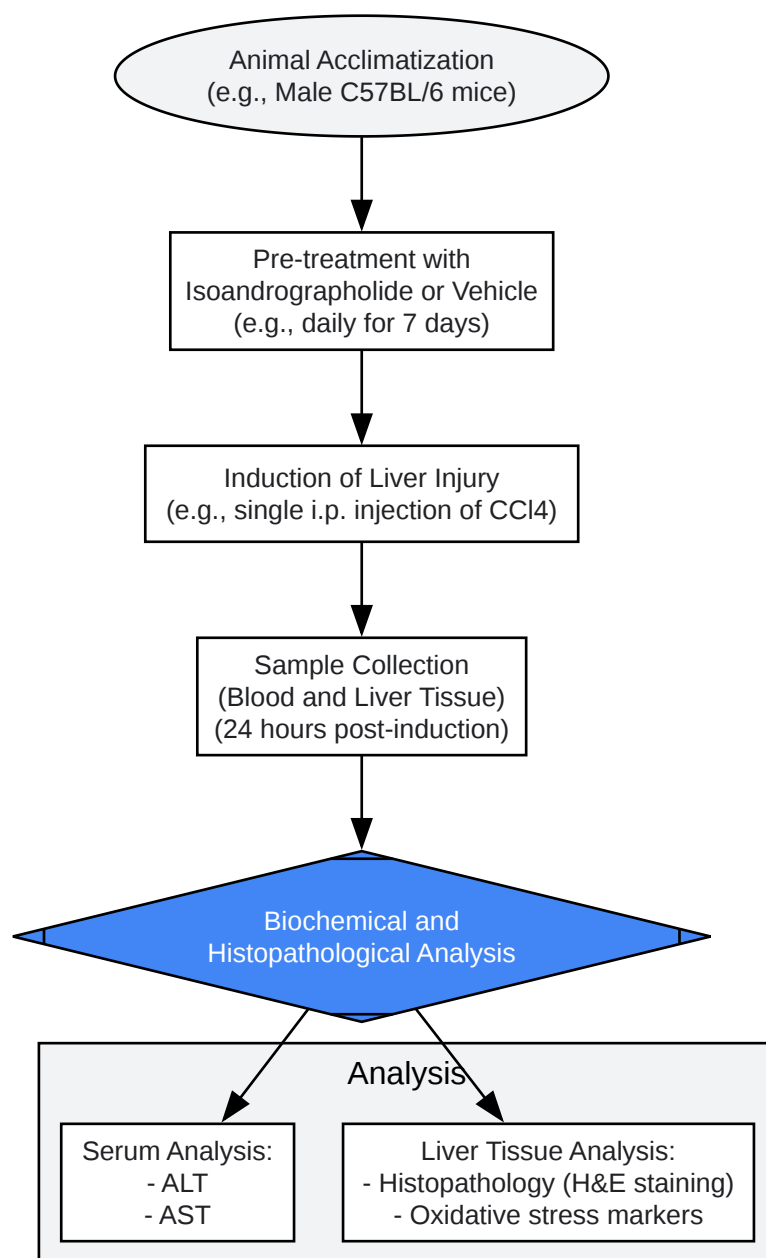 Animal Acclimatization
(e.g., Male C57BL/6 mice)
Pre-treatment with
Isoandrographolide or Vehicle
(e.g., daily for 7 days)
Induction of Liver Injury
(e.g., single i.p. injection of CCl4)
Sample Collection
(Blood and Liver Tissue)
(24 hours post-induction)
Biochemical and
Histopathological Analysis
Analysis
Serum Analysis:
- ALT
- AST
Liver Tissue Analysis:
- Histopathology (H&E staining)
- Oxidative stress markers